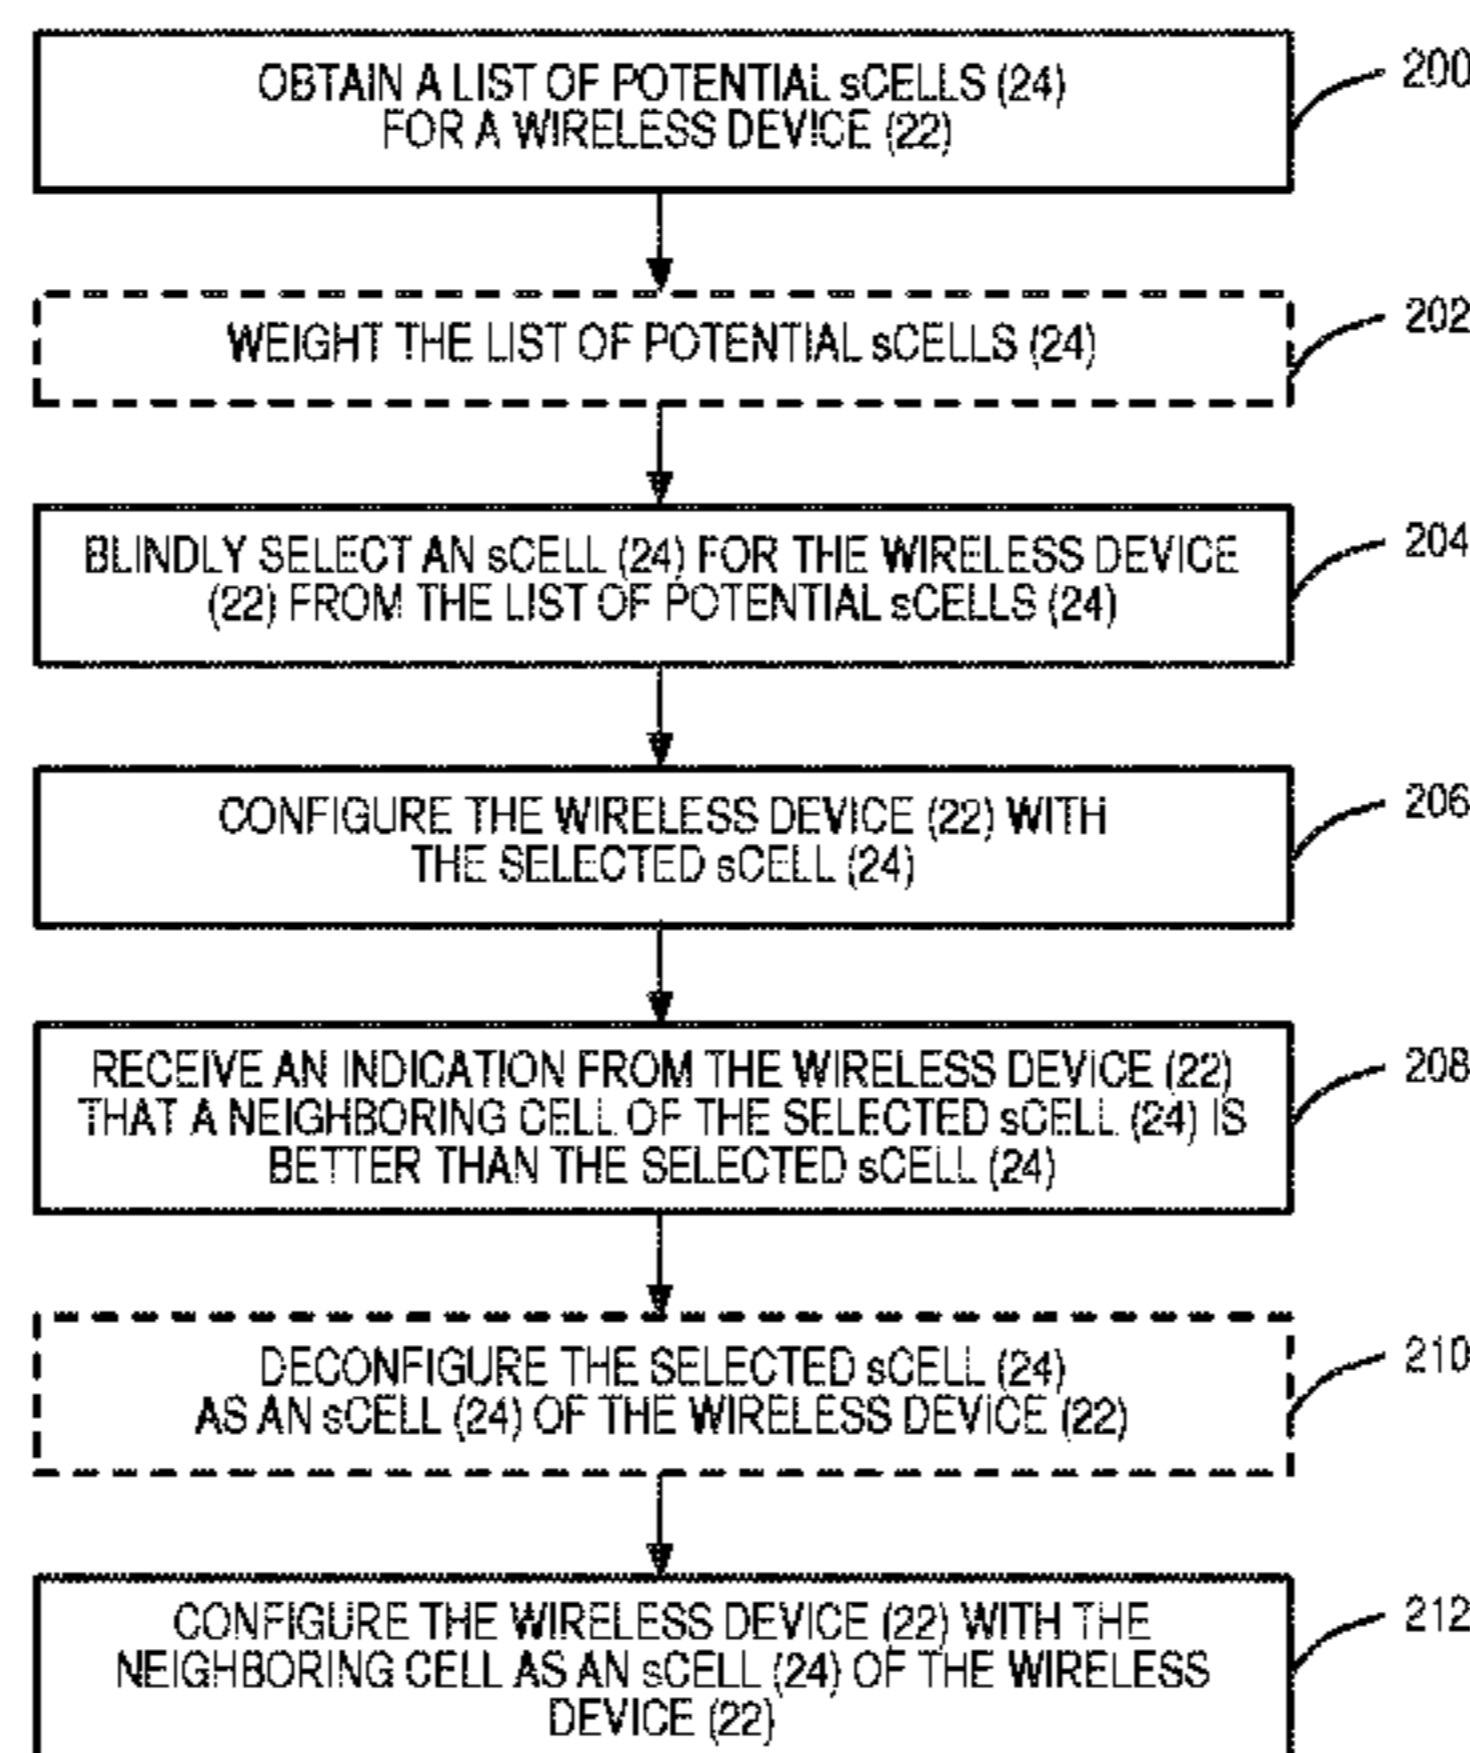 OBTAIN A LIST OF POTENTIAL sCELLS (24)
FOR A WIRELESS DEVICE (22)
200
WEIGHT THE LIST OF POTENTIAL sCELLS (24)
202
BLINDLY SELECT AN sCELL (24) FOR THE WIRELESS DEVICE
(22) FROM THE LIST OF POTENTIAL sCELLS (24)
204
CONFIGURE THE WIRELESS DEVICE (22) WITH
THE SELECTED sCELL (24)
206
RECEIVE AN INDICATION FROM THE WIRELESS DEVICE (22)
THAT A NEIGHBORING CELL OF THE SELECTED sCELL (24) IS
BETTER THAN THE SELECTED sCELL (24)
208
DECONFIGURE THE SELECTED sCELL (24)
AS AN sCELL (24) OF THE WIRELESS DEVICE (22)
210
CONFIGURE THE WIRELESS DEVICE (22) WITH THE
NEIGHBORING CELL AS AN sCELL (24) OF THE WIRELESS
DEVICE (22)
212